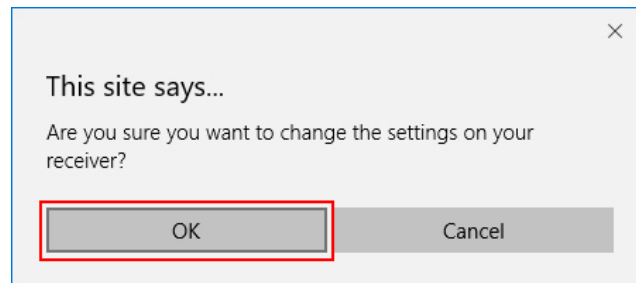 This site says...
Are you sure you want to change the settings on your
receiver?
OK
Cancel